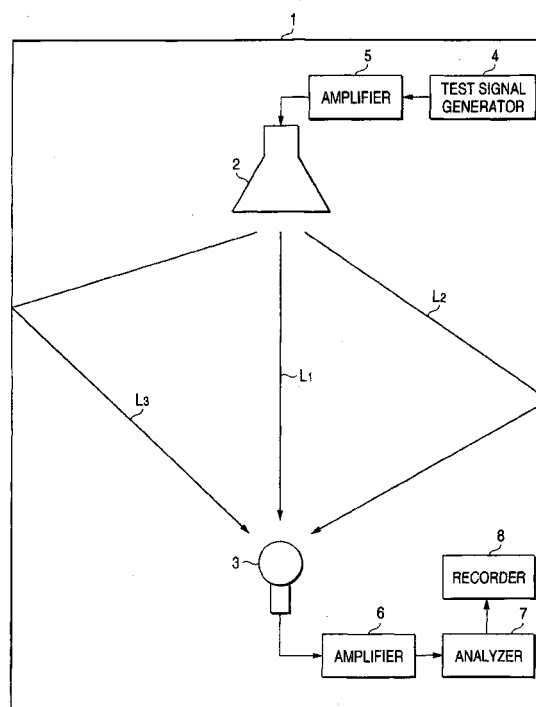 1
5
4
AMPLIFIER
TEST SIGNAL
GENERATOR
2
L2
L1
L3
3
8
RECORDER
6
7
AMPLIFIER
ANALYZER